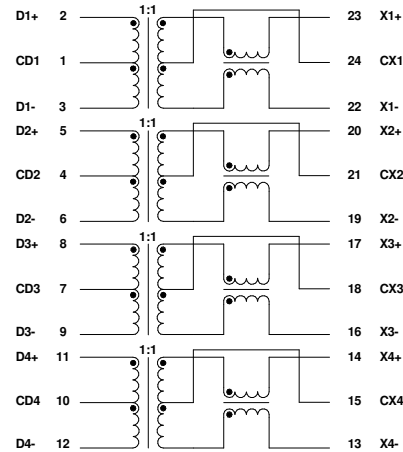 1:1
D1+ 2 23 X1+
CD1 1 24 CX1
D1- 3 22 X1-
1:1
D2+ 5 20 X2+
CD2 4 21 CX2
D2- 6 19 X2-
1:1
D3+ 8 17 X3+
CD3 7 18 CX3
D3- 9 16 X3-
1:1
D4+ 11 14 X4+
CD4 10 15 CX4
D4- 12 13 X4-